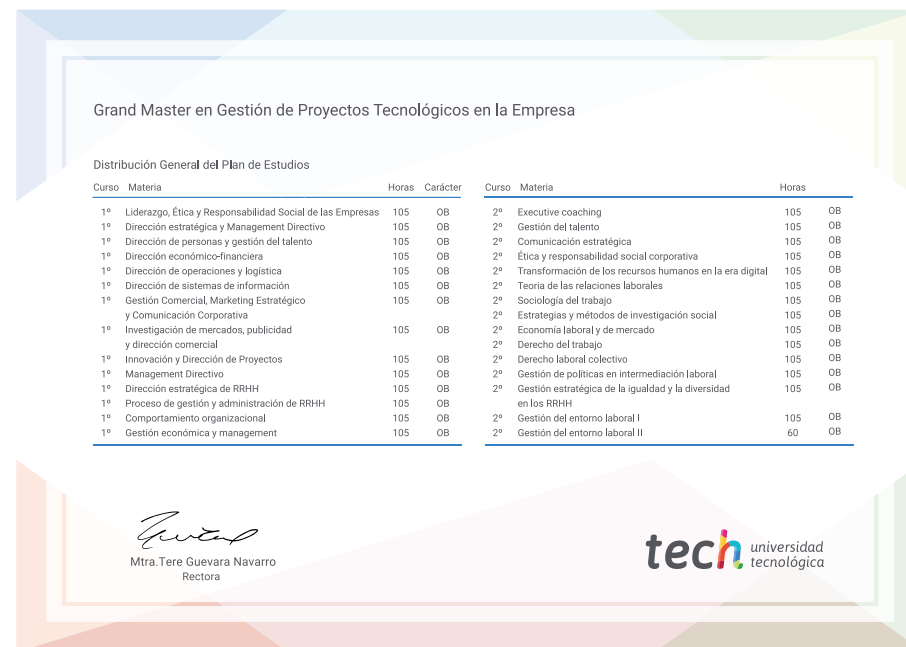 Grand Master en Gestión de Proyectos Tecnológicos en la Empresa
Distribución General del Plan de Estudios
Curso Materia Horas Carácter
1º Liderazgo, Ética y Responsabilidad Social de las Empresas 105 OB
1º Dirección estratégica y Management Directivo 105 OB
1º Dirección de personas y gestión del talento 105 OB
1º Dirección económico-financiera 105 OB
1º Dirección de operaciones y logística 105 OB
1º Dirección de sistemas de información 105 OB
1º Gestión Comercial, Marketing Estratégico 105 OB
y Comunicación Corporativa
1º Investigación de mercados, publicidad 105 OB
y dirección comercial
1º Innovación y Dirección de Proyectos 105 OB
1º Management Directivo 105 OB
1º Dirección estratégica de RRHH 105 OB
1º Proceso de gestión y administración de RRHH 105 OB
1º Comportamiento organizacional 105 OB
1º Gestión económica y management 105 OB
Curso Materia Horas
2º Executive coaching 105 OB
2º Gestión del talento 105 OB
2º Comunicación estratégica 105 OB
2º Ética y responsabilidad social corporativa 105 OB
2º Transformación de los recursos humanos en la era digital 105 OB
2º Teoria de las relaciones laborales 105 OB
2º Sociología del trabajo 105 OB
2º Estrategias y métodos de investigación social 105 OB
2º Economía laboral y de mercado 105 OB
2º Derecho del trabajo 105 OB
2º Derecho laboral colectivo 105 OB
2º Gestión de políticas en intermediación laboral 105 OB
2º Gestión estratégica de la igualdad y la diversidad 105 OB
en los RRHH
2º Gestión del entorno laboral I 105 OB
2º Gestión del entorno laboral II 60 OB
Mtra.Tere Guevara Navarro
Rectora
tech universidad
tecnológica